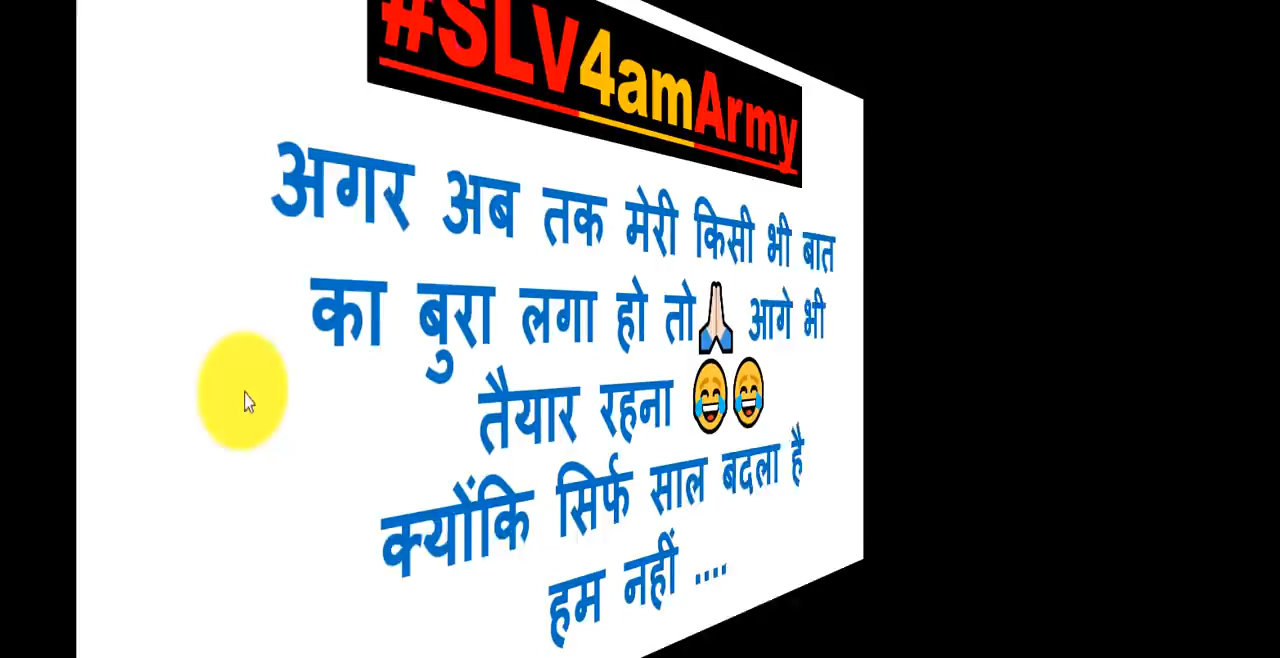 #SLV4amArmy
अगर अब तक मेरी किसी भी बात
का बुरा लगा हो तो🙏 आगे भी
तैयार रहना 😂😂
क्योंकि सिर्फ साल बदला है
हम नहीं ....